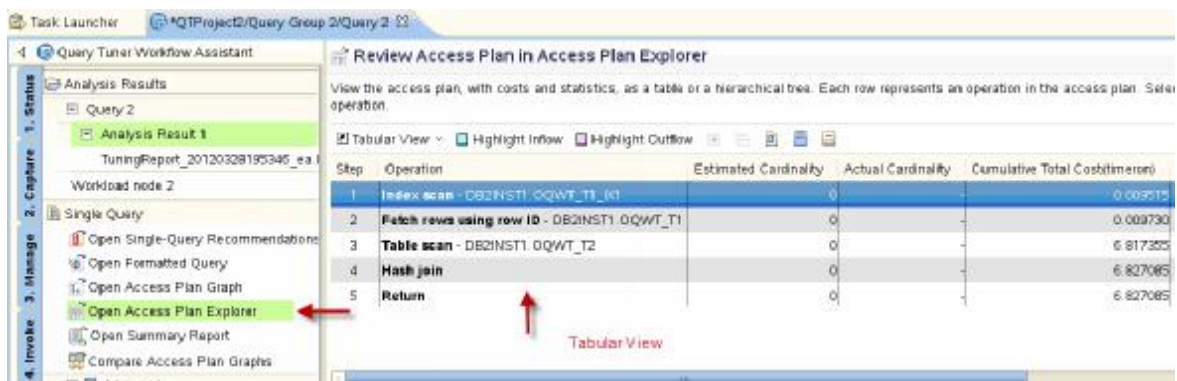 Task Launcher
*QTProject2/Query Group 2/Query 2
Query Tuner Workflow Assistant
1. Status
2. Capture
3. Manage
4. Invoke
Analysis Results
Query 2
Analysis Result 1
TuningReport_20120328195346_ea
Workload node 2
Single Query
Open Single-Query Recommendations
Open Formatted Query
Open Access Plan Graph
Open Access Plan Explorer
Open Summary Report
Compare Access Plan Graphs
Review Access Plan in Access Plan Explorer
View the access plan, with costs and statistics, as a table or a hierarchical tree. Each row represents an operation in the access plan. Sele
operation.
Tabular View Highlight Inflow Highlight Outflow
Step Operation Estimated Cardinality Actual Cardinality Cumulative Total Cost(timeron)
1 Index scan - DB2INST1.OQWT_T1_IX1 0 - 0.009515
2 Fetch rows using row ID - DB2INST1.OQWT_T1 0 - 0.009730
3 Table scan - DB2INST1.OQWT_T2 0 - 6.817355
4 Hash join 0 - 6.827085
5 Return 0 - 6.827085
Tabular View